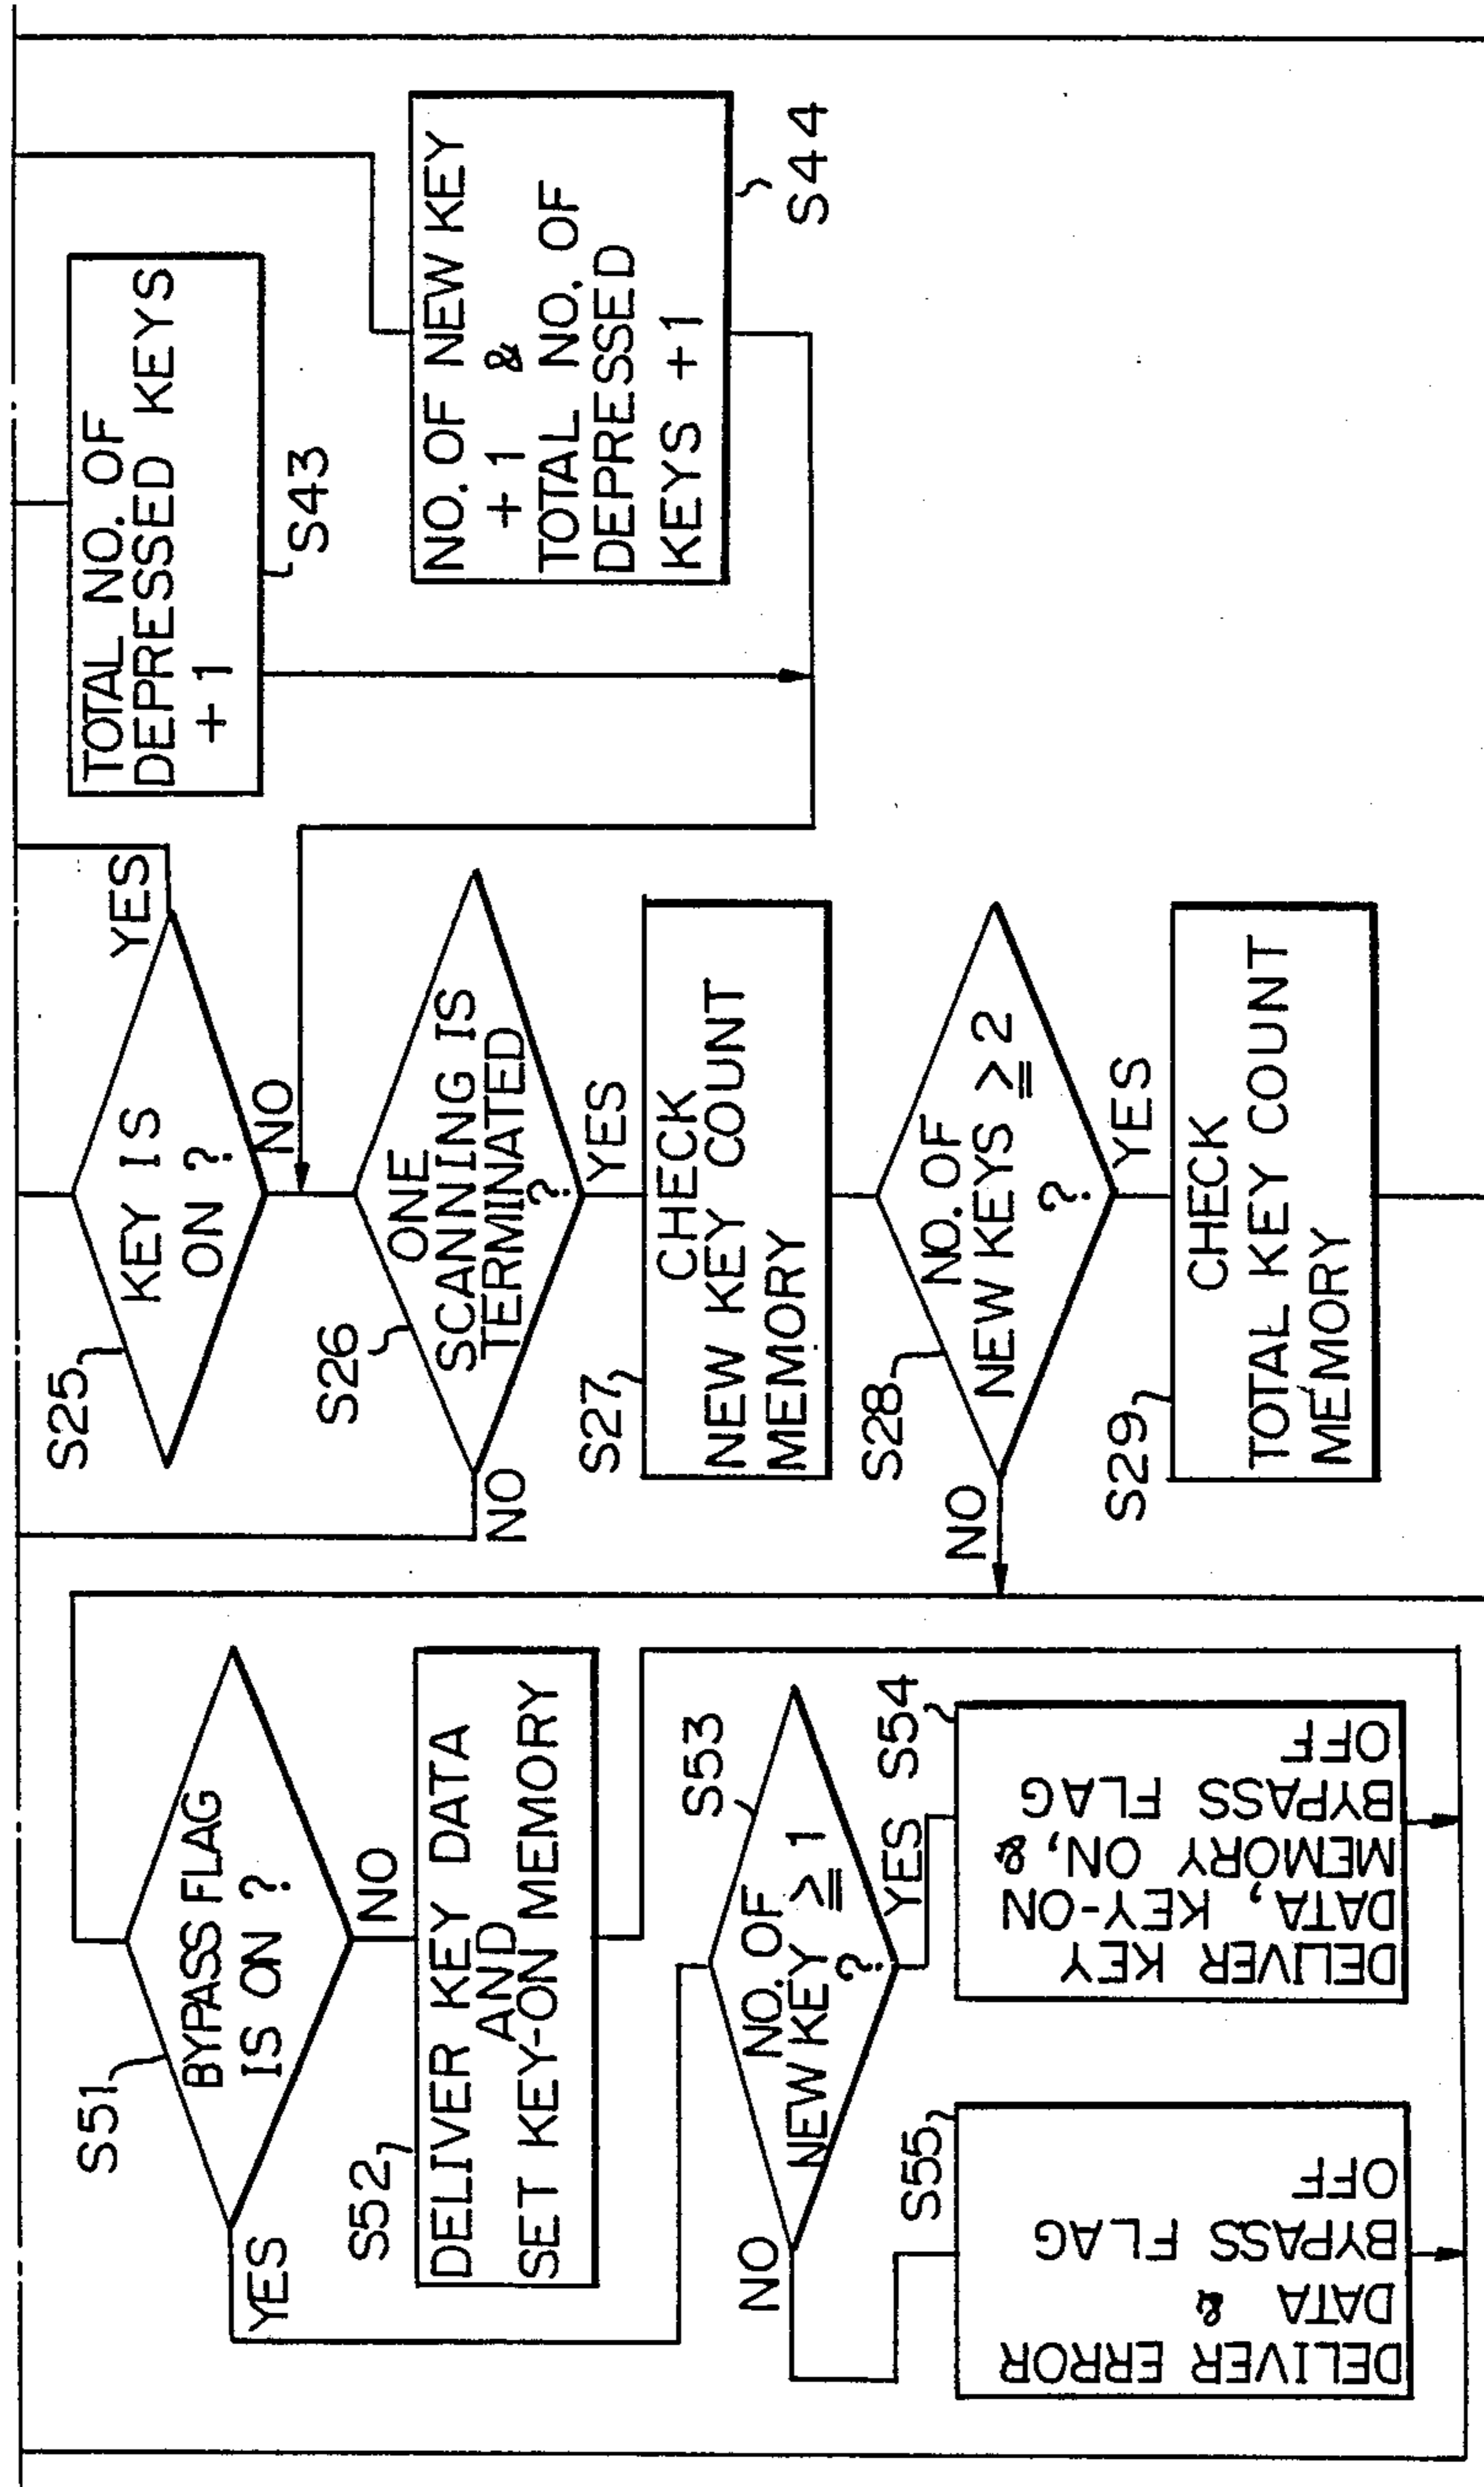 S51
BYPASS FLAG
IS ON ?
YES
NO
S52
DELIVER KEY DATA
AND
SET KEY-ON MEMORY
S53
NO. OF
NEW KEY ≧ 1
?
NO
YES
S55
DELIVER ERROR
DATA &
BYPASS FLAG
OFF
S54
DELIVER KEY
DATA, KEY-ON
MEMORY ON, &
BYPASS FLAG
OFF
S25
KEY IS
ON ?
YES
NO
S26
ONE
SCANNING IS
TERMINATED
?
NO
YES
S27
CHECK
NEW KEY COUNT
MEMORY
S28
NO. OF
NEW KEYS ≧ 2
?
NO
YES
S29
CHECK
TOTAL KEY COUNT
MEMORY
TOTAL NO. OF
DEPRESSED KEYS
+ 1
S43
NO. OF NEW KEY
+ 1 &
TOTAL NO. OF
DEPRESSED
KEYS + 1
S44